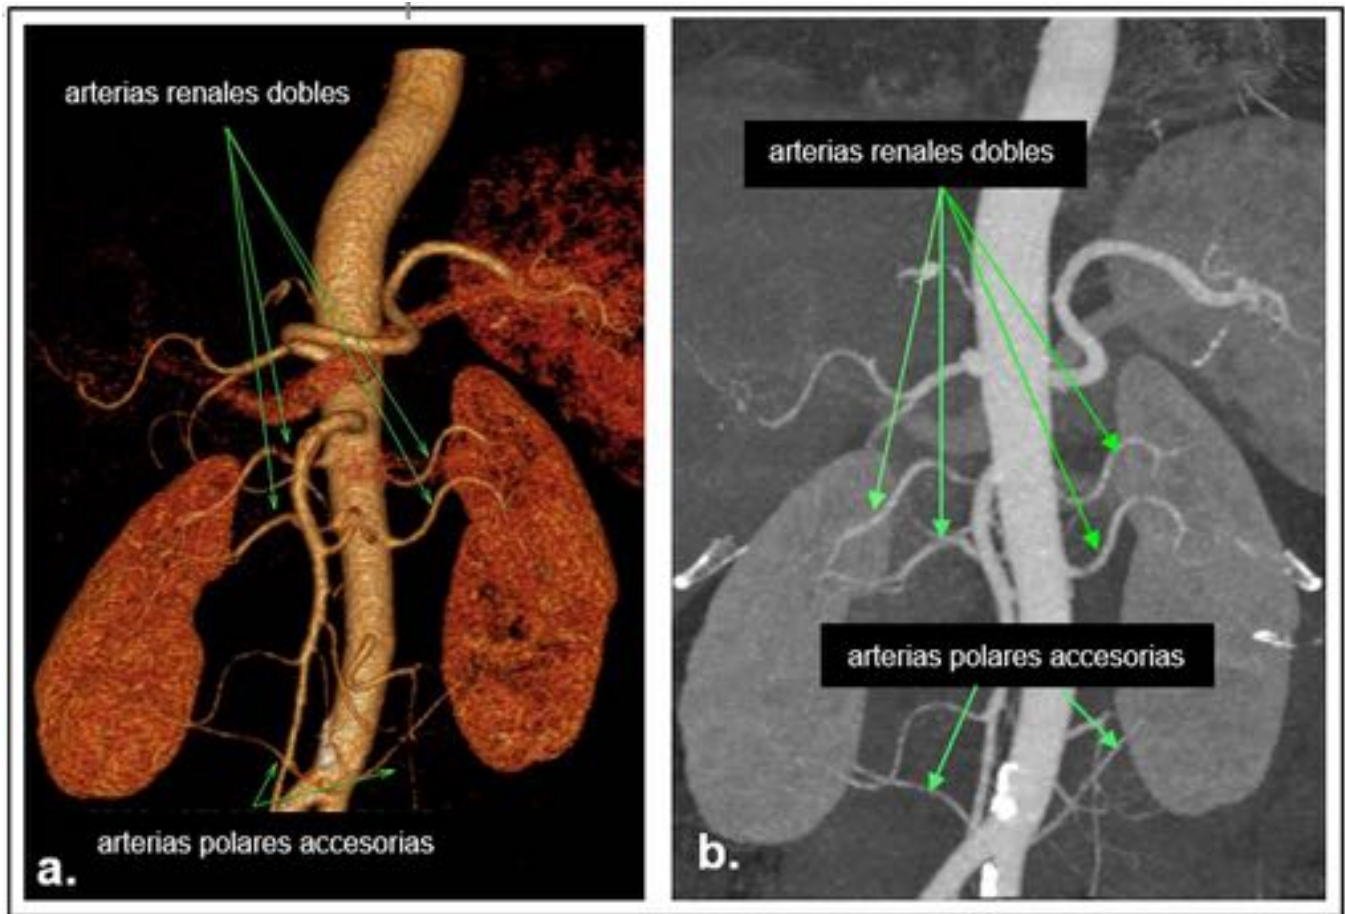 arterias renales dobles
arterias polares accesorias
a.
arterias renales dobles
arterias polares accesorias
b.